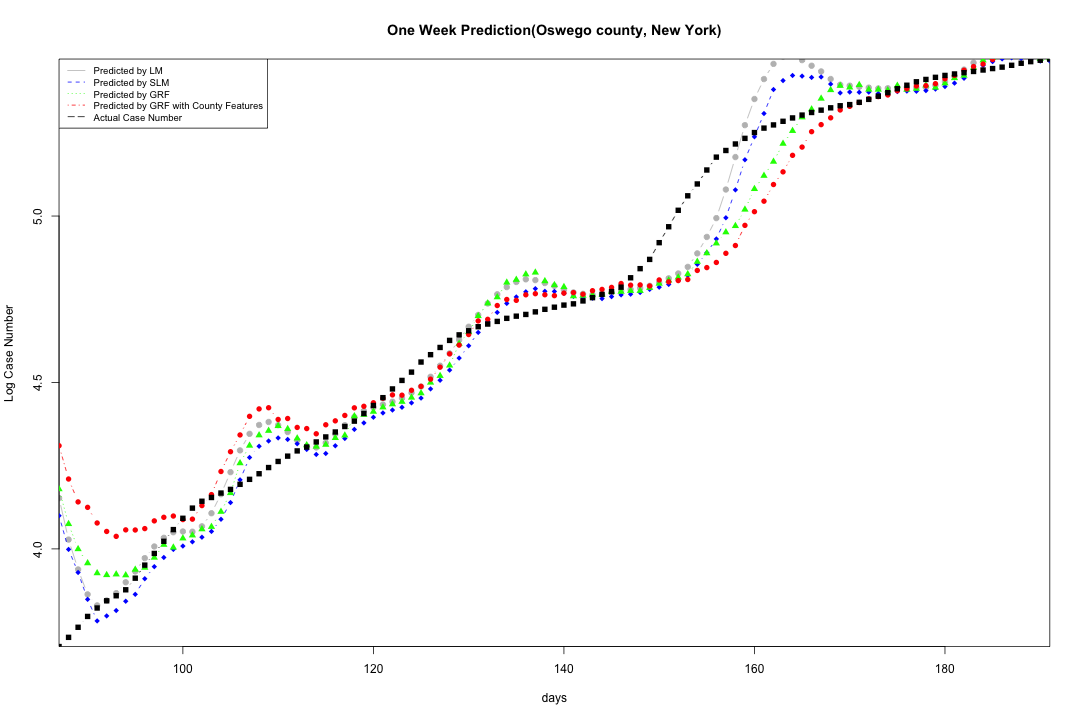 One Week Prediction(Oswego county, New York)
Predicted by LM
Predicted by SLM
Predicted by GRF
Predicted by GRF with County Features
Actual Case Number
Log Case Number
5.0
4.5
4.0
100 120 140 160 180
days